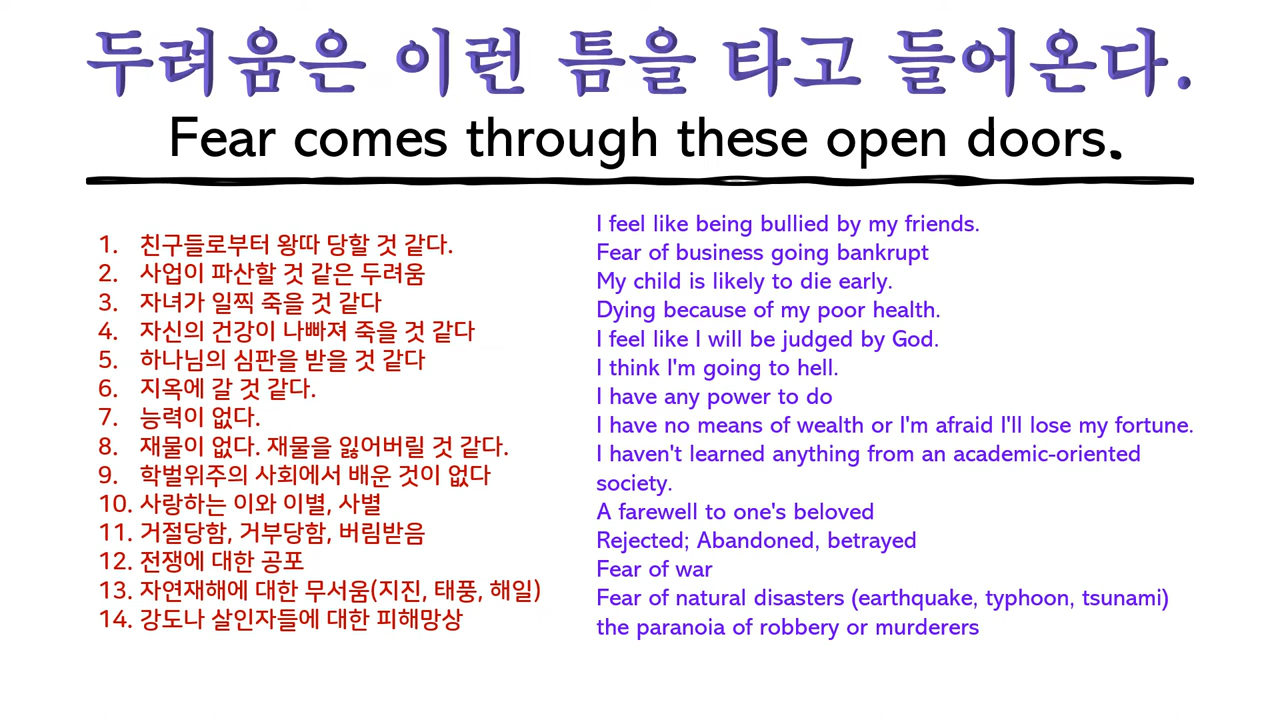 두려움은 이런 틈을 타고 들어온다.
Fear comes through these open doors.
1. 친구들로부터 왕따 당할 것 같다.
2. 사업이 파산할 것 같은 두려움
3. 자녀가 일찍 죽을 것 같다
4. 자신의 건강이 나빠져 죽을 것 같다
5. 하나님의 심판을 받을 것 같다
6. 지옥에 갈 것 같다.
7. 능력이 없다.
8. 재물이 없다. 재물을 잃어버릴 것 같다.
9. 학벌위주의 사회에서 배운 것이 없다
10. 사랑하는 이와 이별, 사별
11. 거절당함, 거부당함, 버림받음
12. 전쟁에 대한 공포
13. 자연재해에 대한 무서움(지진, 태풍, 해일)
14. 강도나 살인자들에 대한 피해망상
I feel like being bullied by my friends.
Fear of business going bankrupt
My child is likely to die early.
Dying because of my poor health.
I feel like I will be judged by God.
I think I'm going to hell.
I have any power to do
I have no means of wealth or I'm afraid I'll lose my fortune.
I haven't learned anything from an academic-oriented
society.
A farewell to one's beloved
Rejected; Abandoned, betrayed
Fear of war
Fear of natural disasters (earthquake, typhoon, tsunami)
the paranoia of robbery or murderers